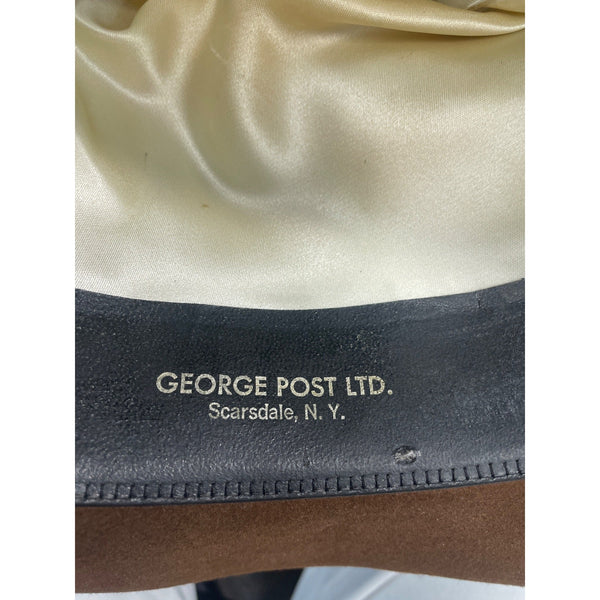 GEORGE POST LTD.
Scarsdale, N. Y.